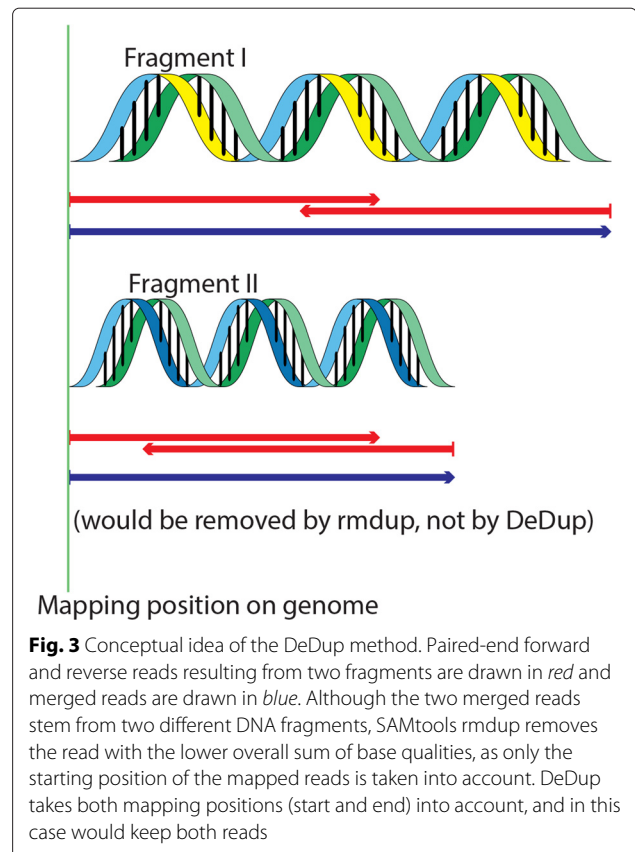 Fragment I
Fragment II
(would be removed by rmdup, not by DeDup)
Mapping position on genome
Fig. 3 Conceptual idea of the DeDup method. Paired-end forward
and reverse reads resulting from two fragments are drawn in red and
merged reads are drawn in blue. Although the two merged reads
stem from two different DNA fragments, SAMtools rmdup removes
the read with the lower overall sum of base qualities, as only the
starting position of the mapped reads is taken into account. DeDup
takes both mapping positions (start and end) into account, and in this
case would keep both reads